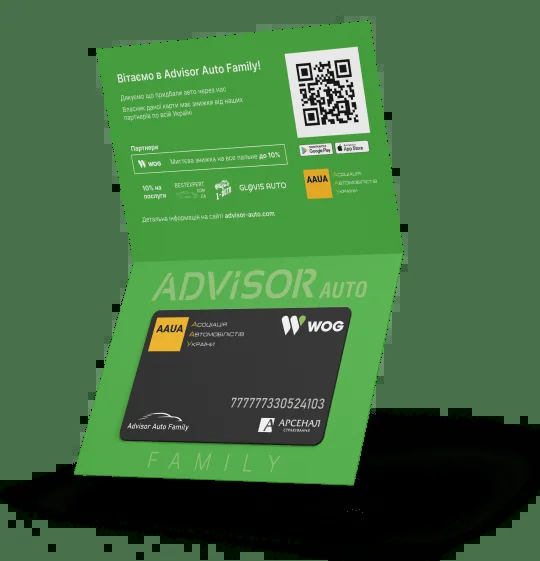 Вітаємо в Advisor Auto Family!
Дякуємо що придбали авто через нас
Власник даної карти має знижки від наших
партнерів по всій Україні
Партнери
WOG Миттєва знижка на все пальне до 10%
10% на
послуги
BESTEXPERT
GLOVIS AUTO
GET IT ON
Google Play
App Store
AAUA
Асоціація
Автомобілістів
України
Детальна інформація на сайті advisor-auto.com
ADVISOR AUTO
AAUA
Асоціація
Автомобілістів
України
WOG
777777330524103
Advisor Auto Family
АРСЕНАЛ
СТРАХУВАННЯ
FAMILY